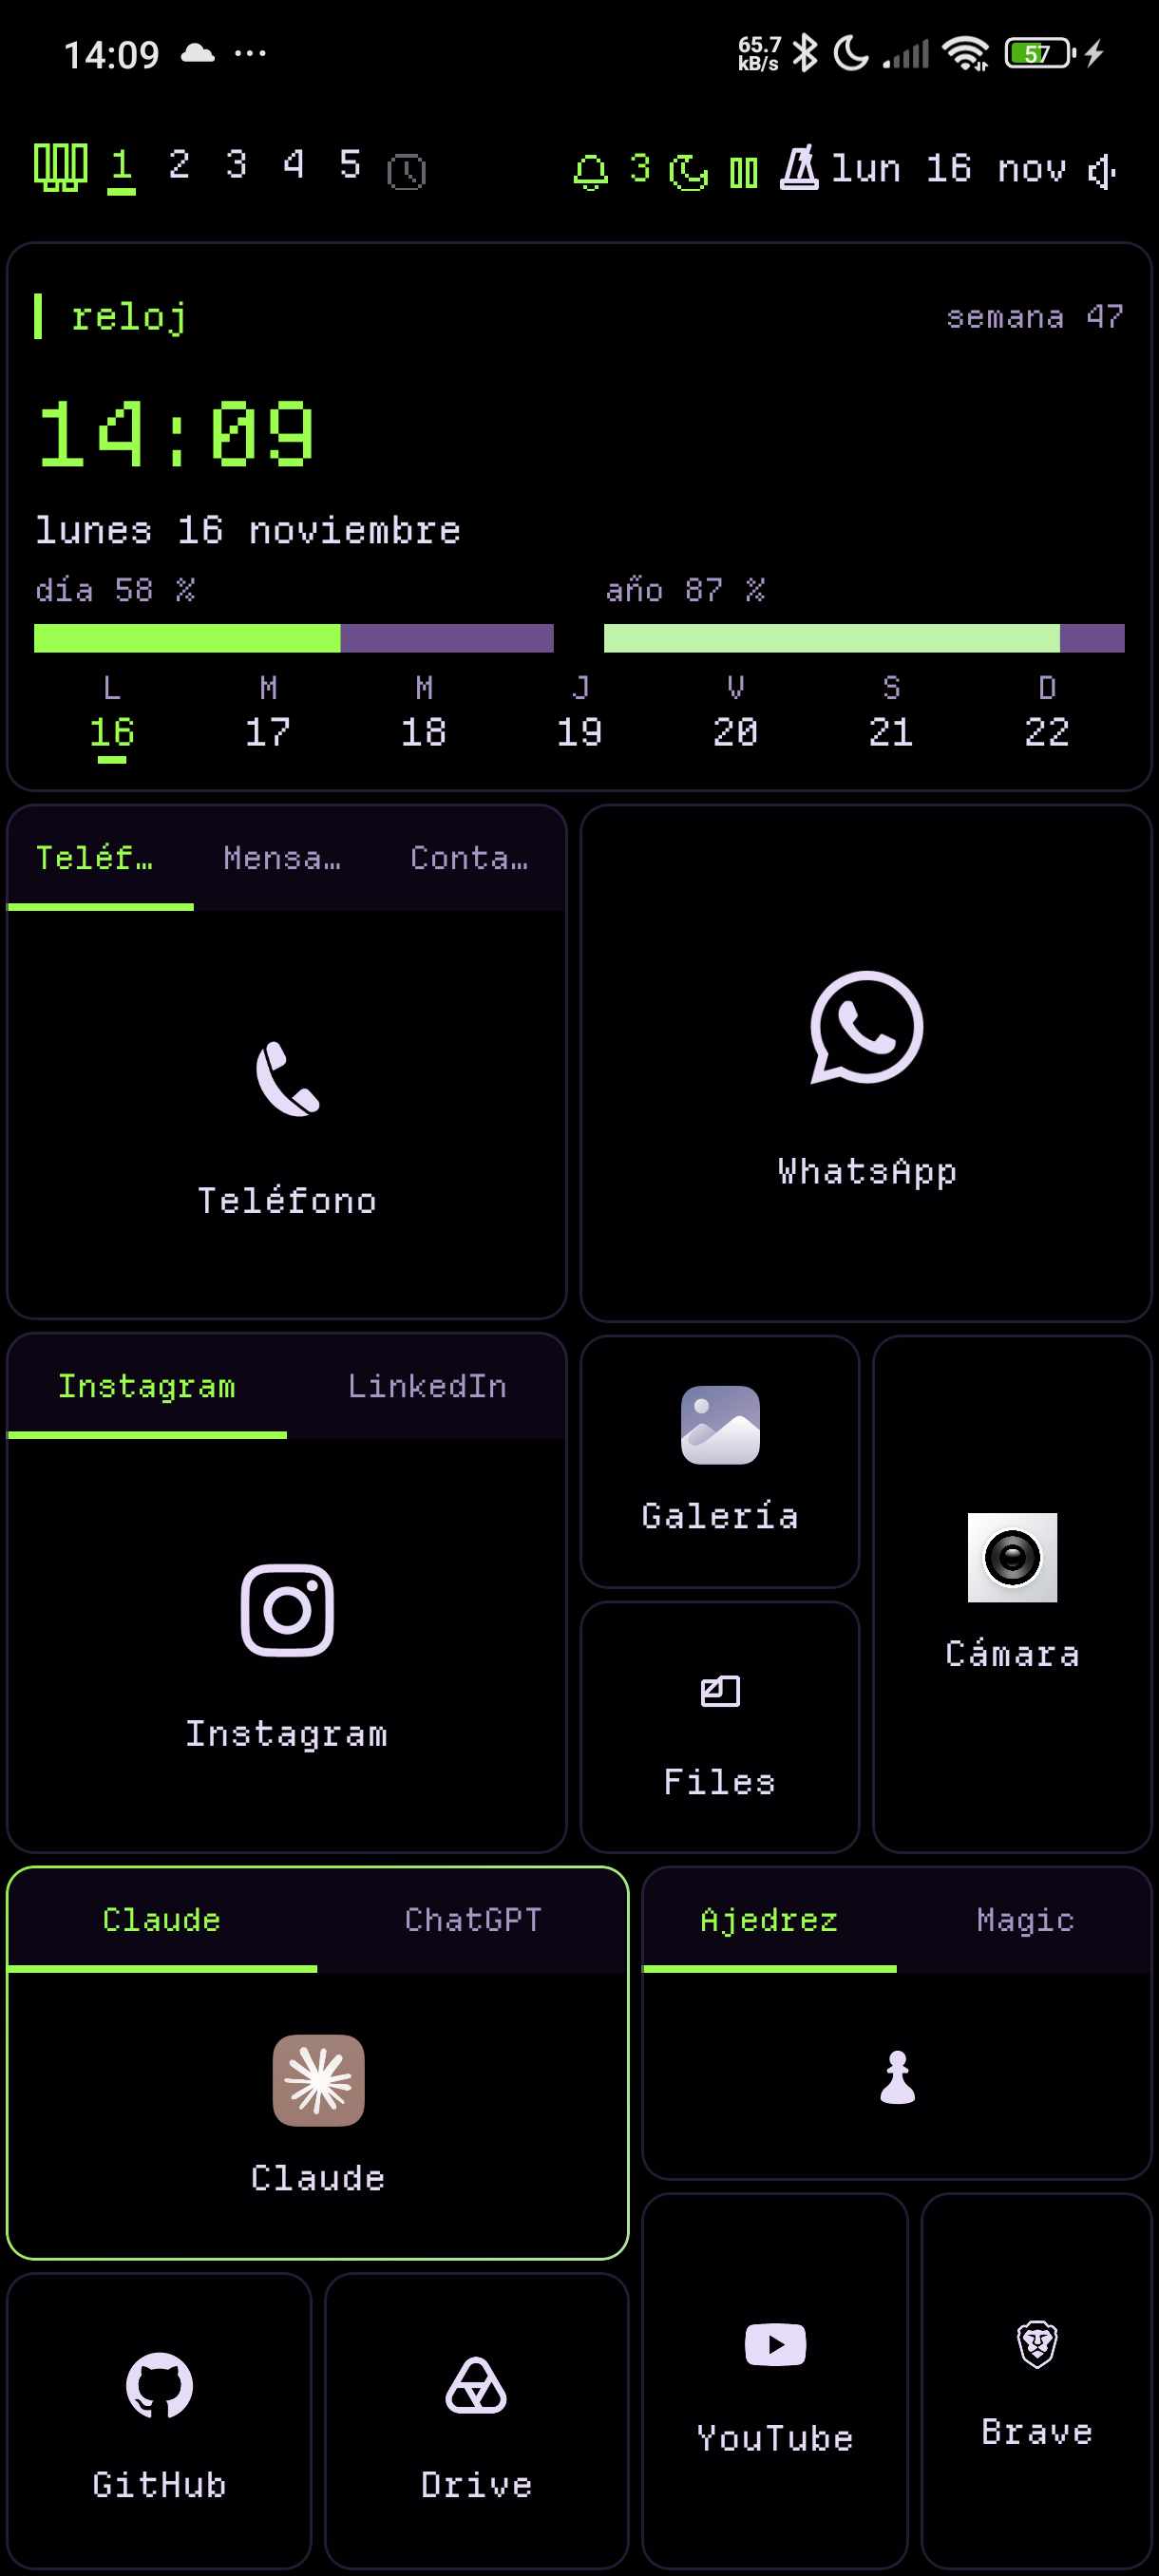 14:09 ... 65.7 kB/s 57
1 2 3 4 5 3 lun 16 nov
reloj semana 47
14:09
lunes 16 noviembre
día 58 % año 87 %
L M M J V S D
16 17 18 19 20 21 22
Teléf… Mensa… Conta…
Teléfono
WhatsApp
Instagram LinkedIn
Instagram
Galería
Files
Cámara
Claude ChatGPT
Claude
Ajedrez Magic
GitHub
Drive
YouTube
Brave